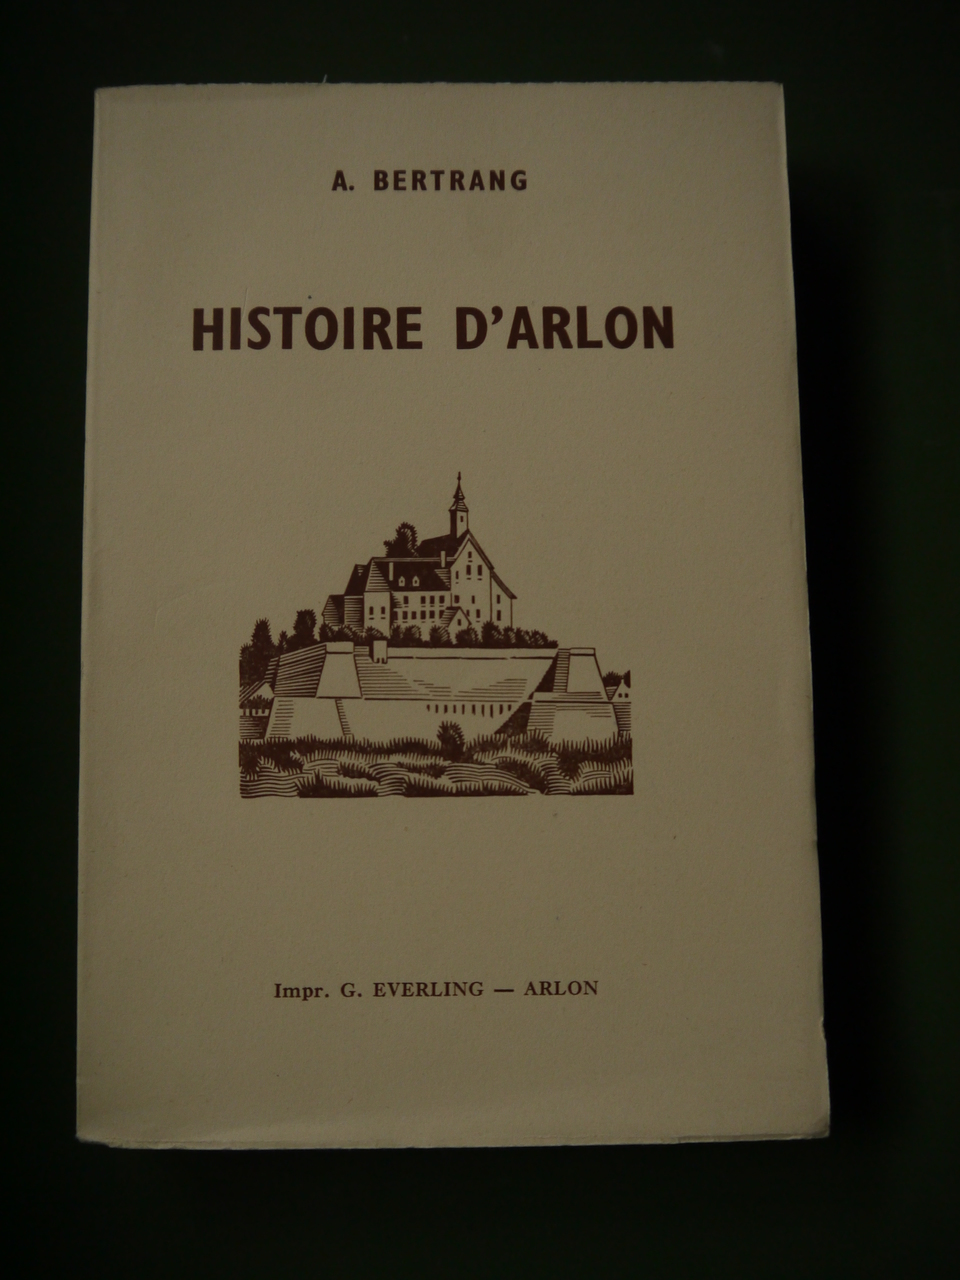 A. BERTRANG
HISTOIRE D'ARLON
Impr. G. EVERLING — ARLON